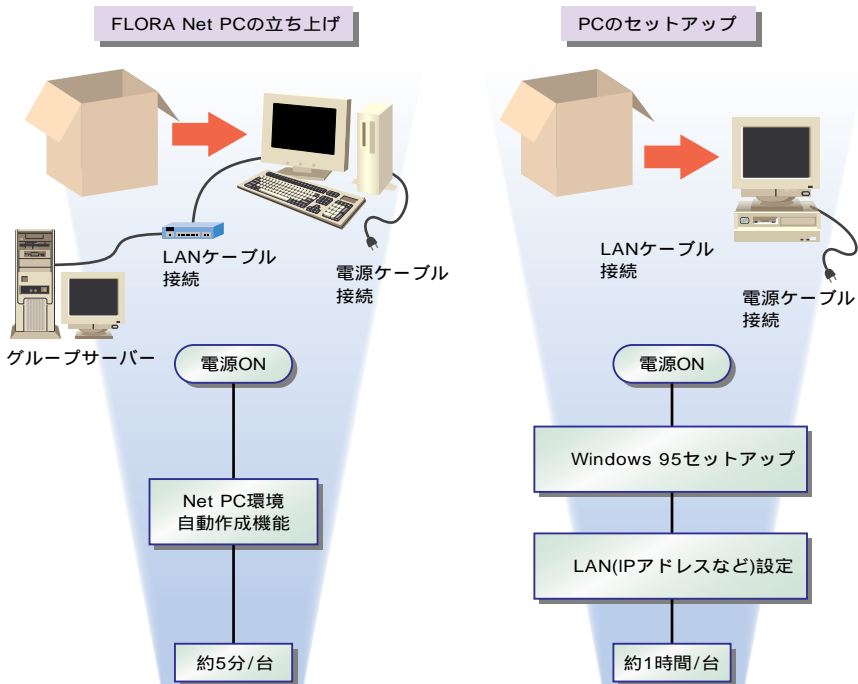 FLORA Net PCの立ち上げ
LANケーブル
接続
電源ケーブル
接続
グループサーバー
電源ON
Net PC環境
自動作成機能
約5分/台
PCのセットアップ
LANケーブル
接続
電源ケーブル
接続
電源ON
Windows 95セットアップ
LAN(IPアドレスなど)設定
約1時間/台